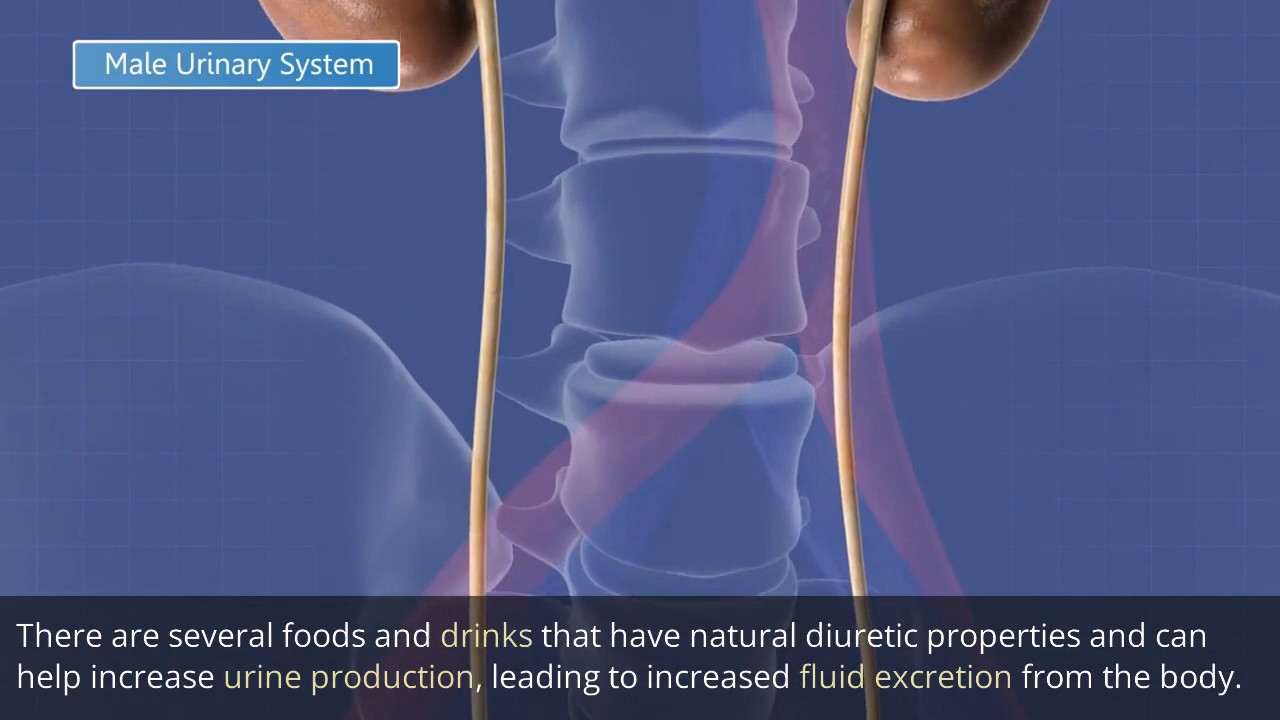 Male Urinary System
There are several foods and drinks that have natural diuretic properties and can
help increase urine production, leading to increased fluid excretion from the body.